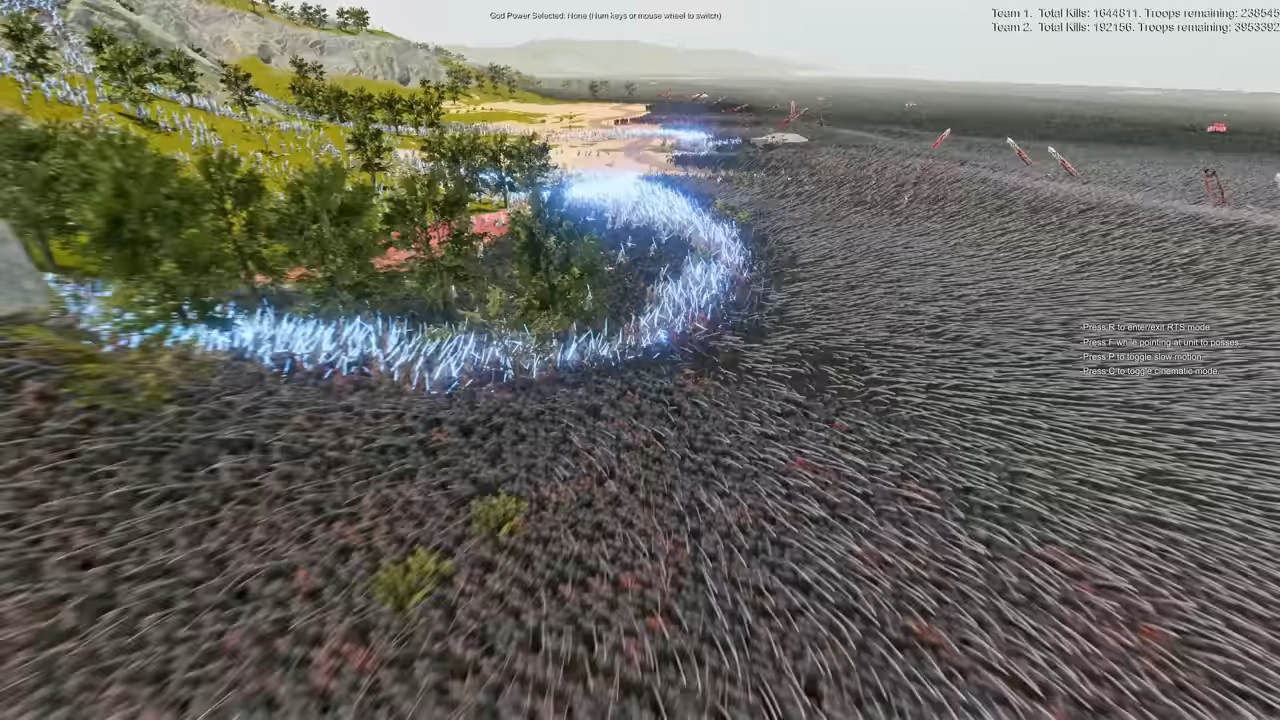 God Power Selected: None (Num keys or mouse wheel to switch)
Team 1. Total Kills: 1644811. Troops remaining: 238545
Team 2. Total Kills: 192156. Troops remaining: 3953392
-Press R to enter/exit RTS mode
-Press F while pointing at unit to posses.
-Press P to toggle slow motion.
-Press C to toggle cinematic mode